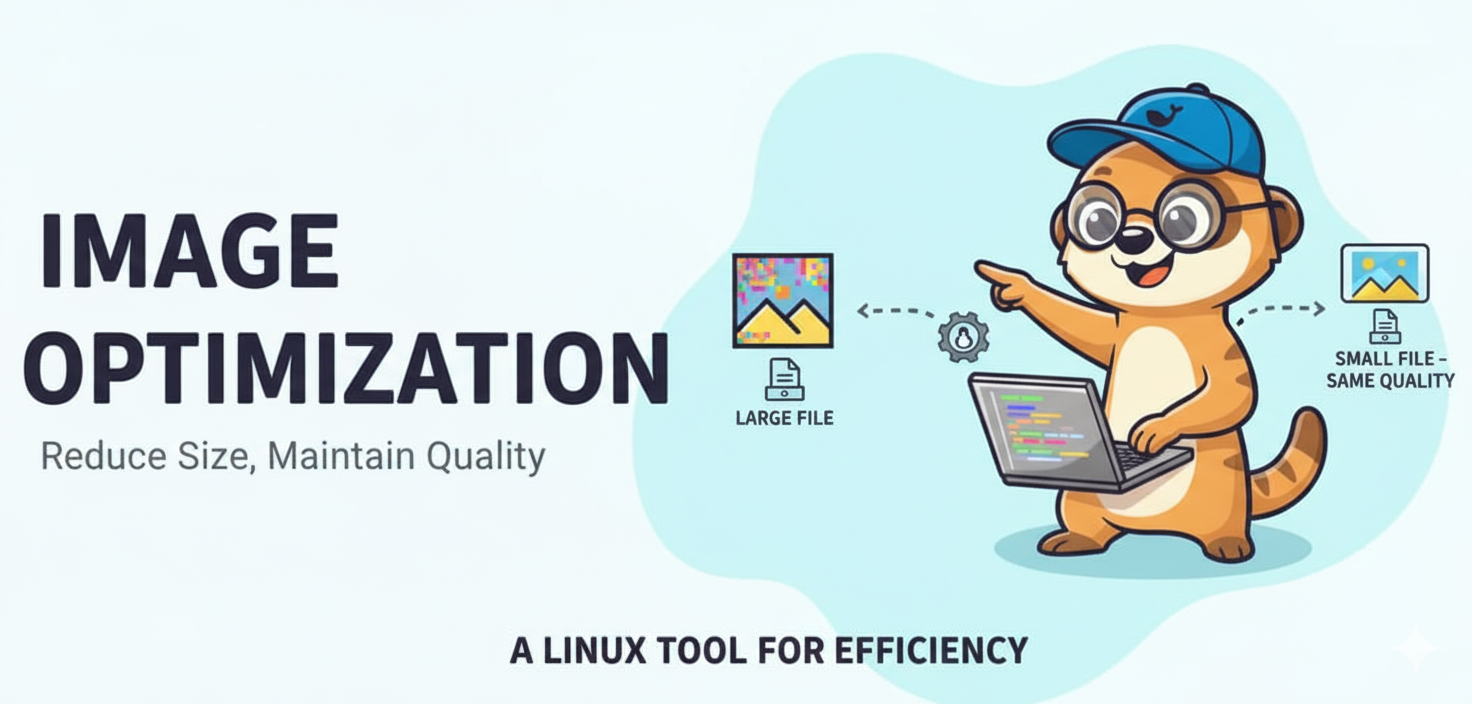 IMAGE
OPTIMIZATION
Reduce Size, Maintain Quality
LARGE FILE
SMALL FILE –
SAME QUALITY
A LINUX TOOL FOR EFFICIENCY